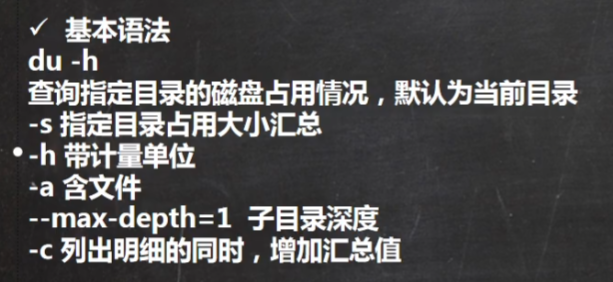 ✓ 基本语法
du -h
查询指定目录的磁盘占用情况，默认为当前目录
-s 指定目录占用大小汇总
-h 带计量单位
-a 含文件
--max-depth=1 子目录深度
-c 列出明细的同时，增加汇总值